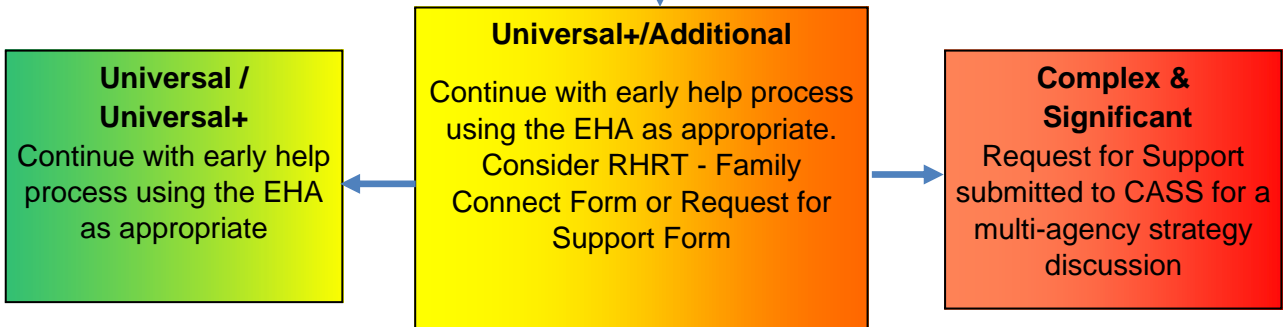 Universal /
Universal+
Continue with early help
process using the EHA
as appropriate
Universal+/Additional
Continue with early help process
using the EHA as appropriate.
Consider RHRT - Family
Connect Form or Request for
Support Form
Complex &
Significant
Request for Support
submitted to CASS for a
multi-agency strategy
discussion